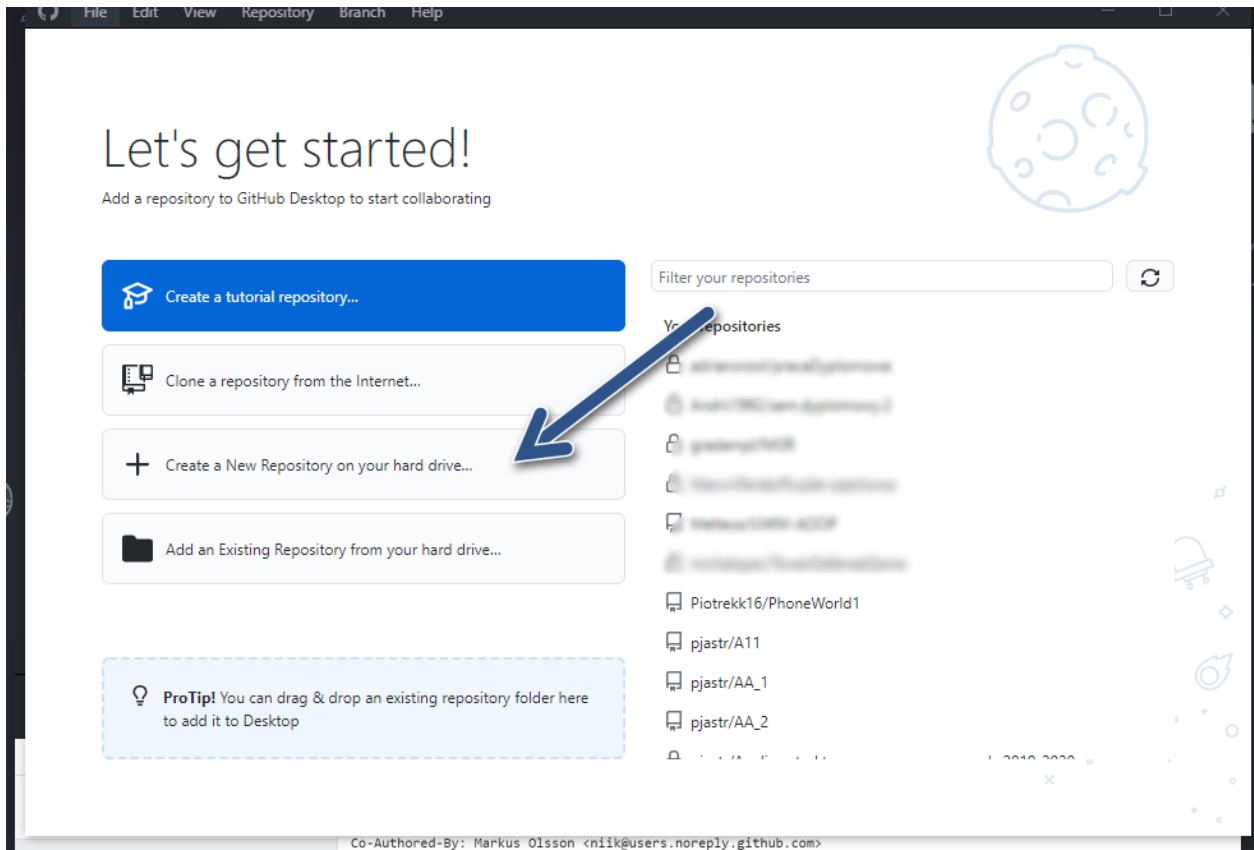 File Edit View Repository Branch Help
Let's get started!
Add a repository to GitHub Desktop to start collaborating
Create a tutorial repository...
Clone a repository from the Internet...
Create a New Repository on your hard drive...
Add an Existing Repository from your hard drive...
ProTip! You can drag & drop an existing repository folder here
to add it to Desktop
Filter your repositories
repositories
Piotrekk16/PhoneWorld1
pjastr/A11
pjastr/AA_1
pjastr/AA_2
Co-Authored-By: Markus Olsson <niik@users.noreply.github.com>